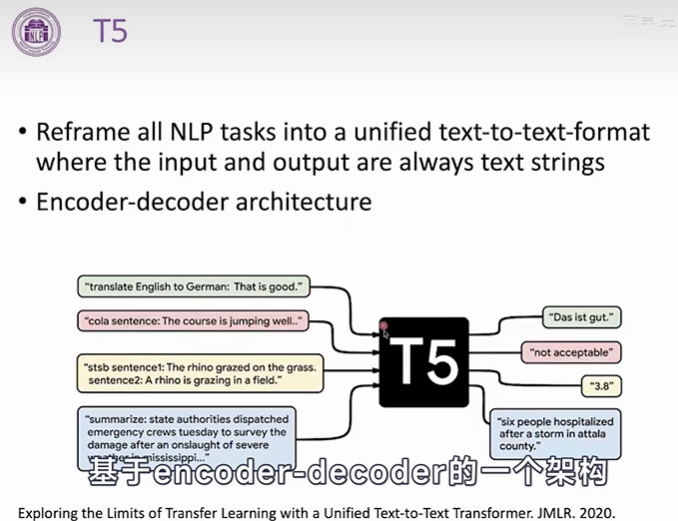 NLP
T5
• Reframe all NLP tasks into a unified text-to-text-format
where the input and output are always text strings
• Encoder-decoder architecture
"translate English to German: That is good."
"cola sentence: The course is jumping well.."
"stsb sentence1: The rhino grazed on the grass.
sentence2: A rhino is grazing in a field."
"summarize: state authorities dispatched
emergency crews tuesday to survey the
damage after an onslaught of severe
weather in mississippi..."
T5
"Das ist gut."
"not acceptable"
"3.8"
"six people hospitalized
after a storm in attala
county."
基于encoder-decoder的一个架构
Exploring the Limits of Transfer Learning with a Unified Text-to-Text Transformer. JMLR. 2020.